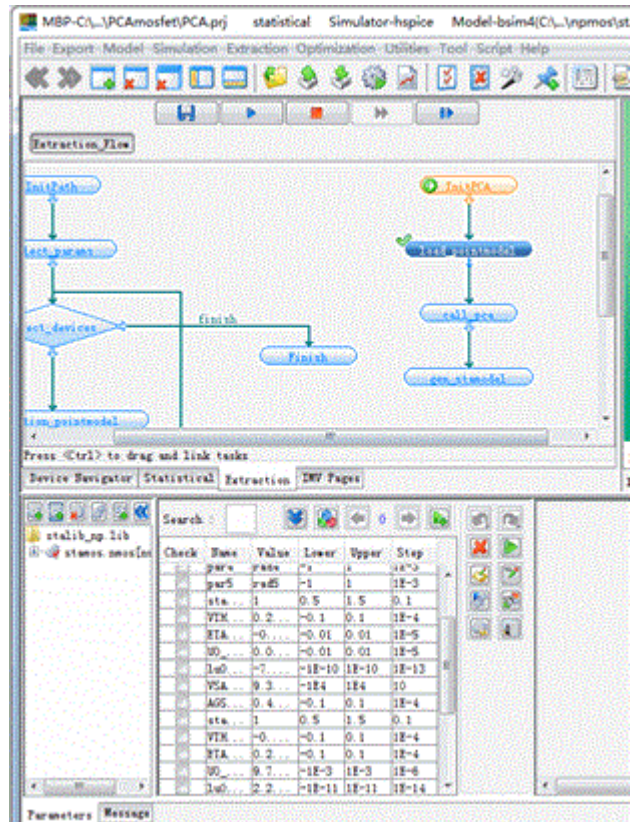 MBP-C:\...\PCAmosfet\PCA.prj statistical Simulator-hspice Model-bsim4(C:\...\npmos\st
File Export Model Simulation Extraction Optimization Utilities Tool Script Help
Extraction_Flow
InitPath
InitPCA
lect_params
load_pointmodel
ect_devices
finish
call_pca
Finish
gen_stamodel
tion_pointmodel
Press <Ctrl> to drag and link tasks
Device Navigator Statistical Extraction IMV Pages
Search : 0
stalib_np.lib
stamos.nmos[nm
Check Name Value Lower Upper Step
par5 rad5 -1 1 1E-3
sta... 1 0.5 1.5 0.1
VTH... 0.2... -0.1 0.1 1E-4
ETA... -0... -0.01 0.01 1E-5
U0_... 0.0... -0.01 0.01 1E-5
lu0... -7... -1E-10 1E-10 1E-13
VSA... 9.3... -1E4 1E4 10
AGS... 0.4... -0.1 0.1 1E-4
sta... 1 0.5 1.5 0.1
VTH... -0... -0.1 0.1 1E-4
ETA... 0.2... -0.1 0.1 1E-4
U0_... 9.7... -1E-3 1E-3 1E-6
lu0... 2.2... -1E-11 1E-11 1E-14
Parameters Message